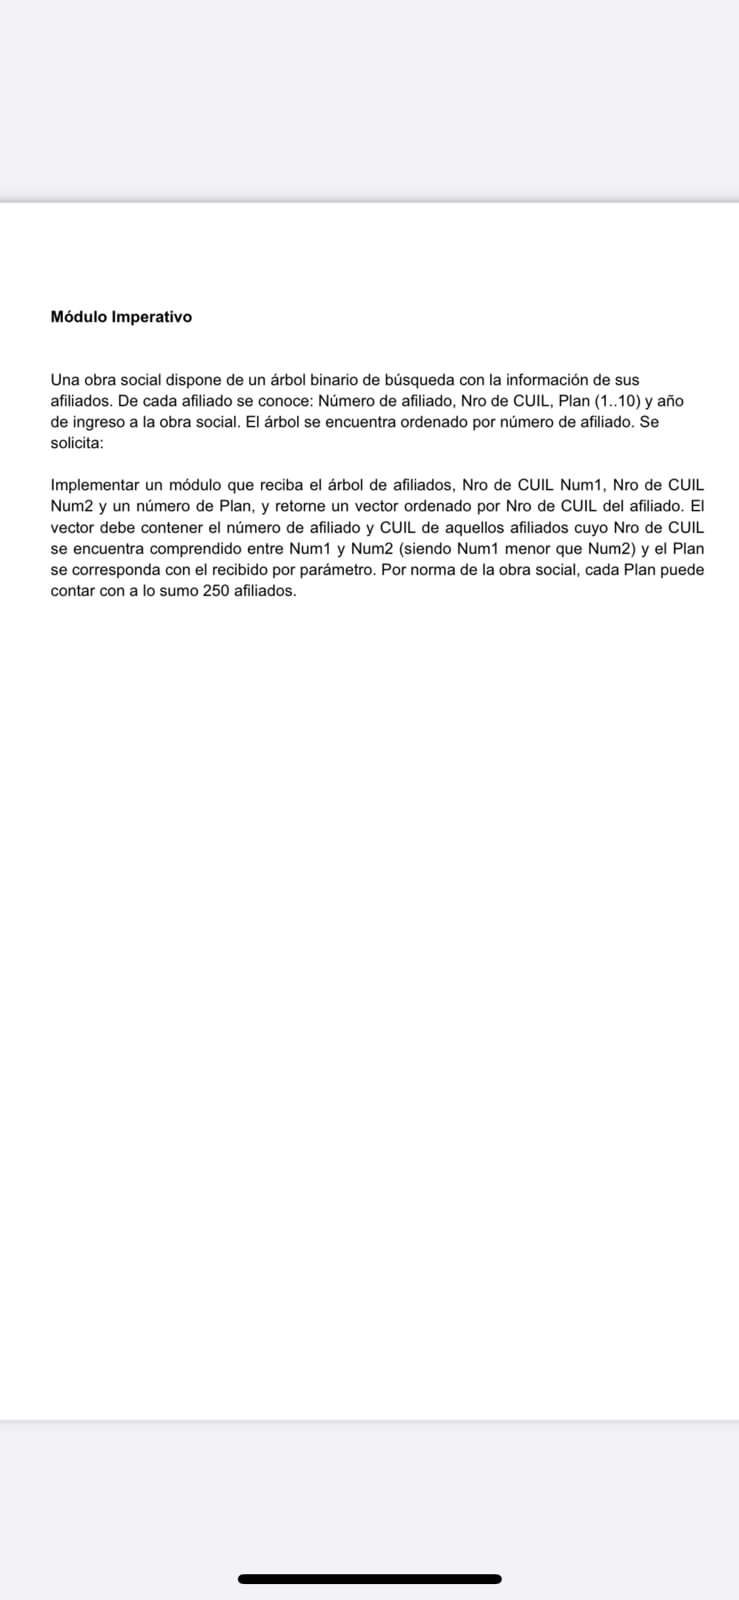 Módulo Imperativo
Una obra social dispone de un árbol binario de búsqueda con la información de sus
afiliados. De cada afiliado se conoce: Número de afiliado, Nro de CUIL, Plan (1..10) y año
de ingreso a la obra social. El árbol se encuentra ordenado por número de afiliado. Se
solicita:
Implementar un módulo que reciba el árbol de afiliados, Nro de CUIL Num1, Nro de CUIL
Num2 y un número de Plan, y retorne un vector ordenado por Nro de CUIL del afiliado. El
vector debe contener el número de afiliado y CUIL de aquellos afiliados cuyo Nro de CUIL
se encuentra comprendido entre Num1 y Num2 (siendo Num1 menor que Num2) y el Plan
se corresponda con el recibido por parámetro. Por norma de la obra social, cada Plan puede
contar con a lo sumo 250 afiliados.